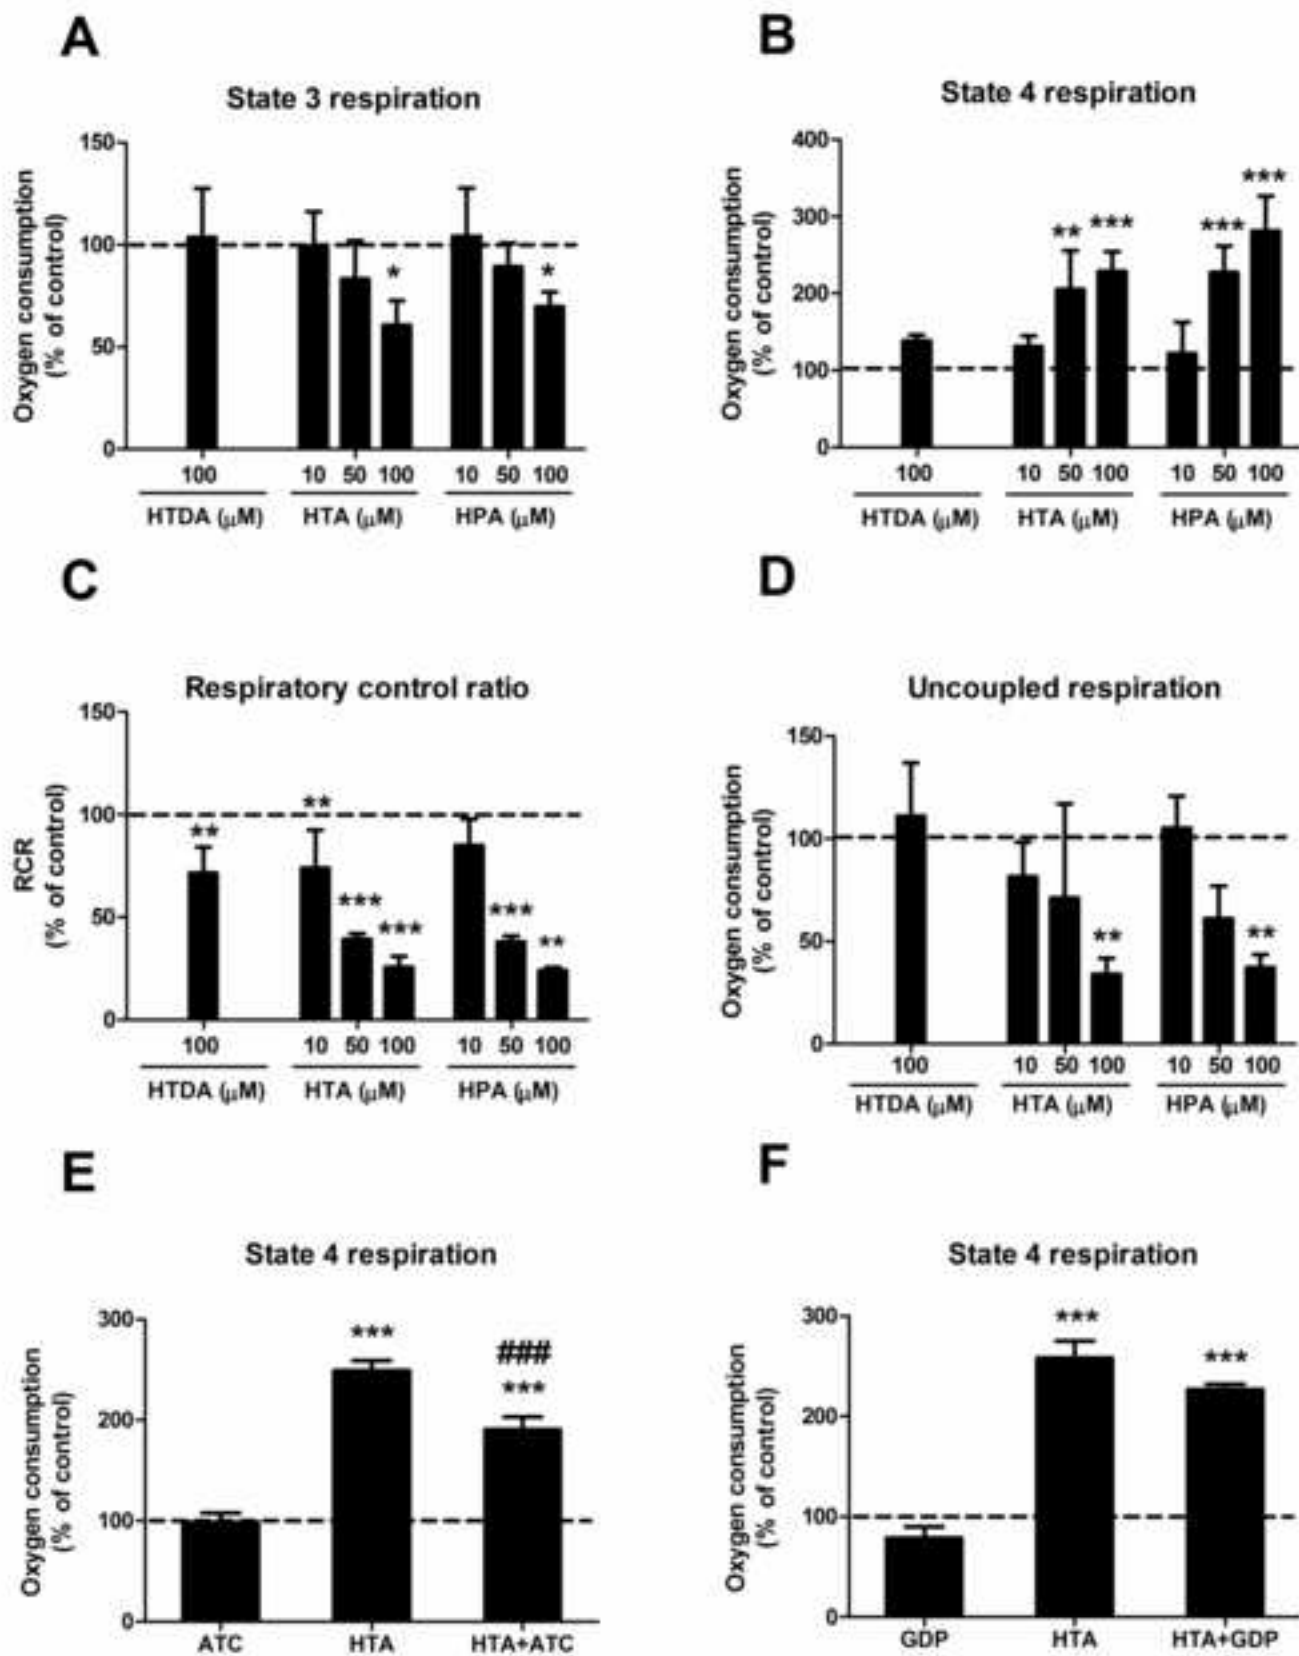 A
State 3 respiration
Oxygen consumption
(% of control)
150
100
50
0
* *
100 10 50 100 10 50 100
HTDA (μM) HTA (μM) HPA (μM)
B
State 4 respiration
Oxygen consumption
(% of control)
400
300
200
100
0
** *** *** ***
100 10 50 100 10 50 100
HTDA (μM) HTA (μM) HPA (μM)
C
Respiratory control ratio
RCR
(% of control)
150
100
50
0
** ** *** *** *** **
100 10 50 100 10 50 100
HTDA (μM) HTA (μM) HPA (μM)
D
Uncoupled respiration
Oxygen consumption
(% of control)
150
100
50
0
** **
100 10 50 100 10 50 100
HTDA (μM) HTA (μM) HPA (μM)
E
State 4 respiration
Oxygen consumption
(% of control)
300
200
100
0
***
###
***
ATC HTA HTA+ATC
F
State 4 respiration
Oxygen consumption
(% of control)
300
200
100
0
*** ***
GDP HTA HTA+GDP